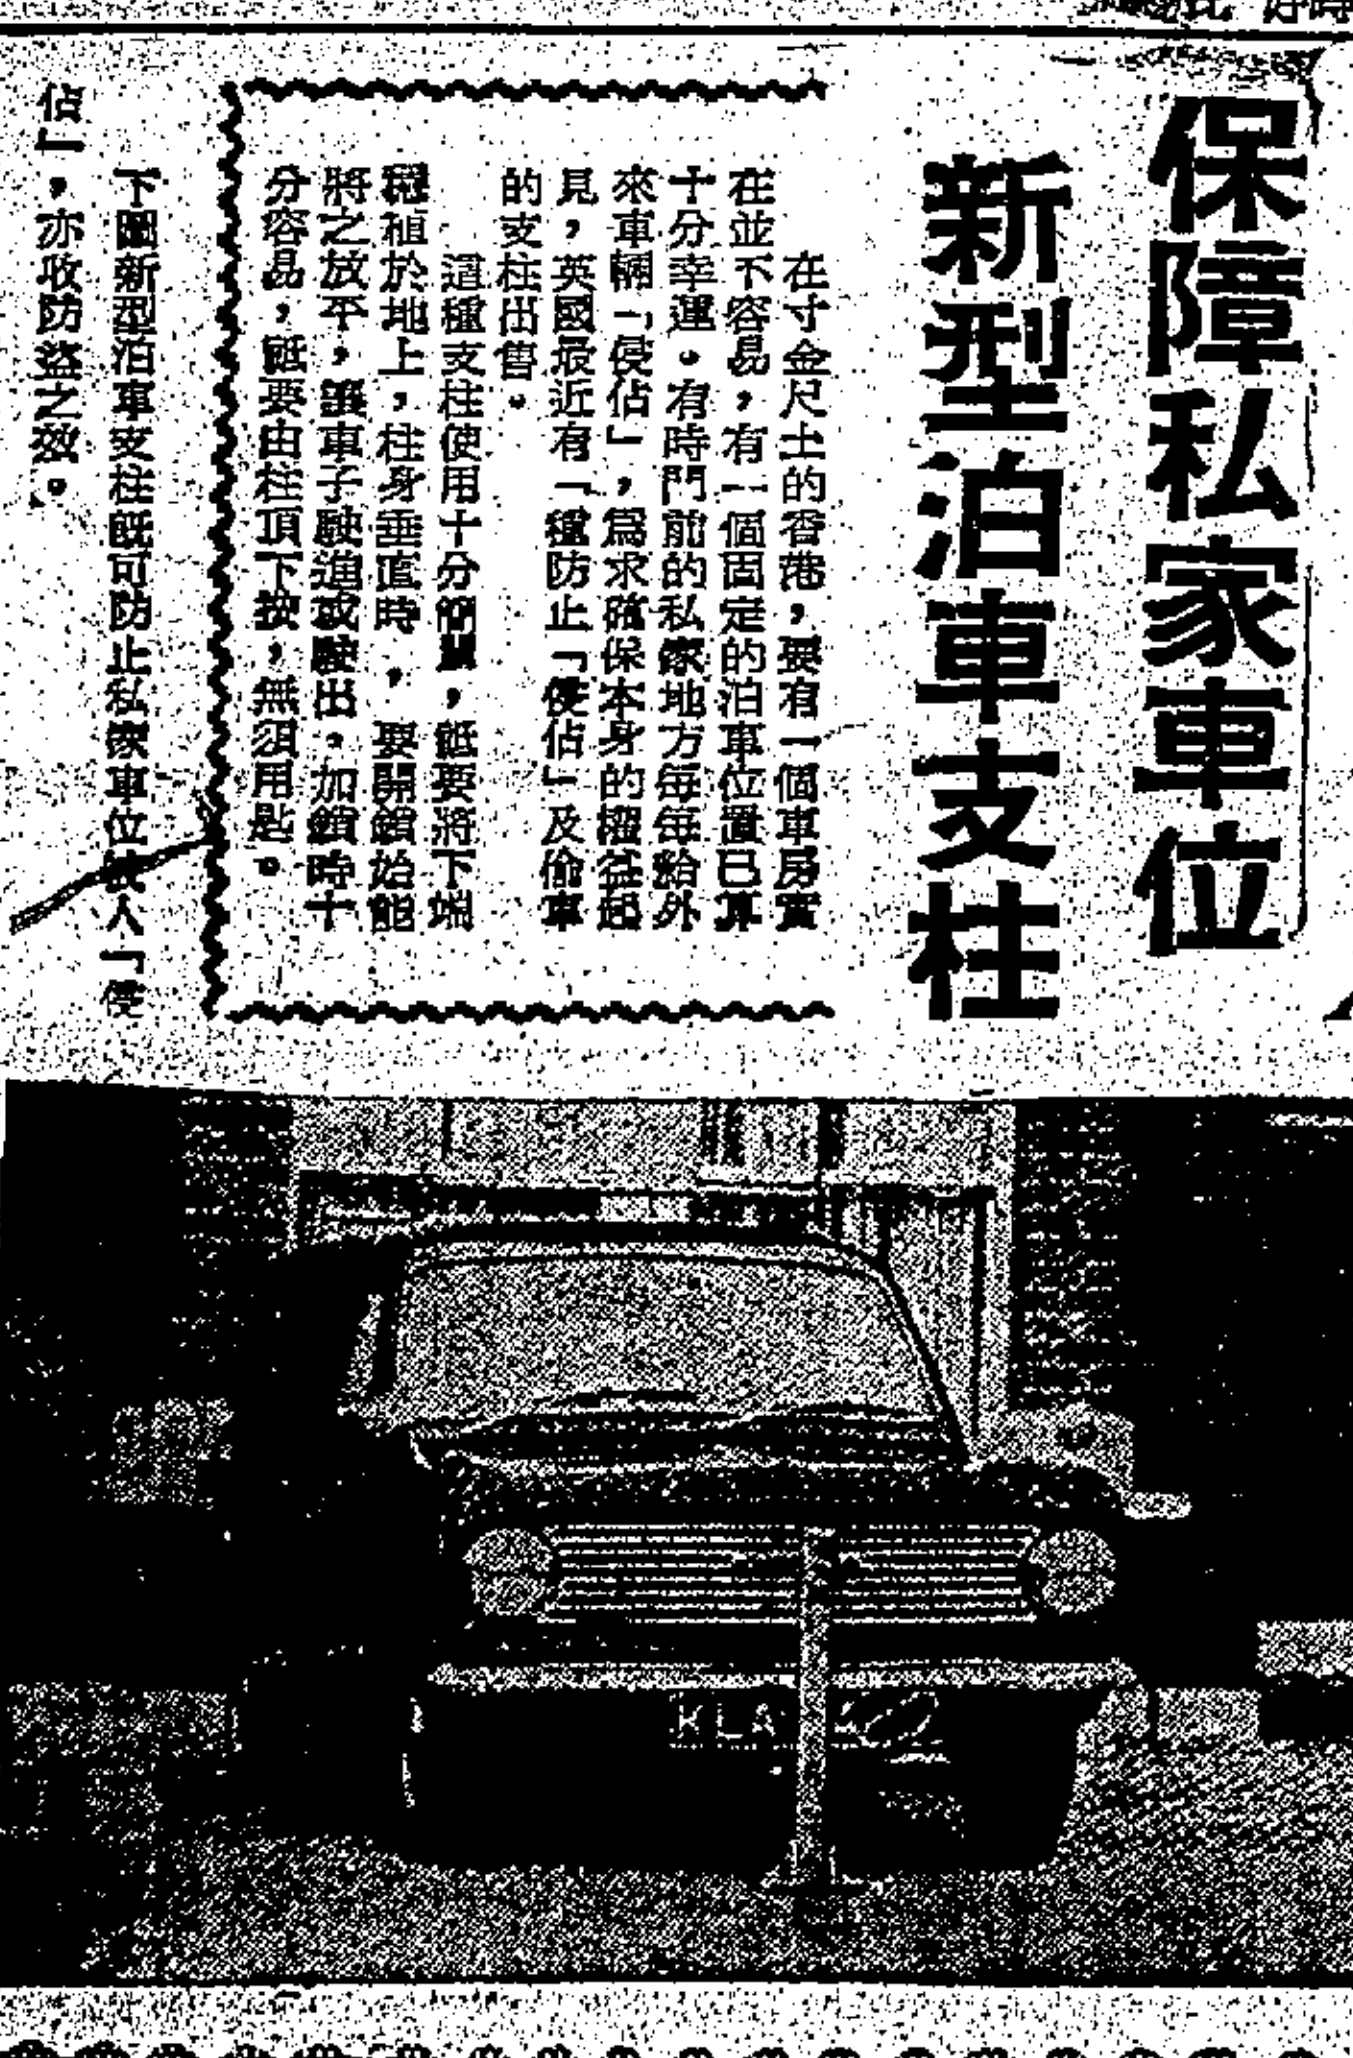 保障私家車位
新型泊車支柱
在寸金尺土的香港，要有一個車房實
在並不容易，有一個固定的泊車位置已算
十分幸運。有時門前的私家地方每每給外
來車輛「侵佔」，爲求確保本身的權益起
見，英國最近有一種防止「侵佔」及偷車
的支柱出售。
這種支柱使用十分簡單，祗要將下端
穩植於地上，柱身垂直時，要開鎖始能
將之放平，讓車子駛進或駛出。加鎖時十
分容易，祗要由柱頂下按，無須用匙。
下圖新型泊車支柱旣可防止私家車位被人「侵
佔」，亦收防盜之效。
KLA